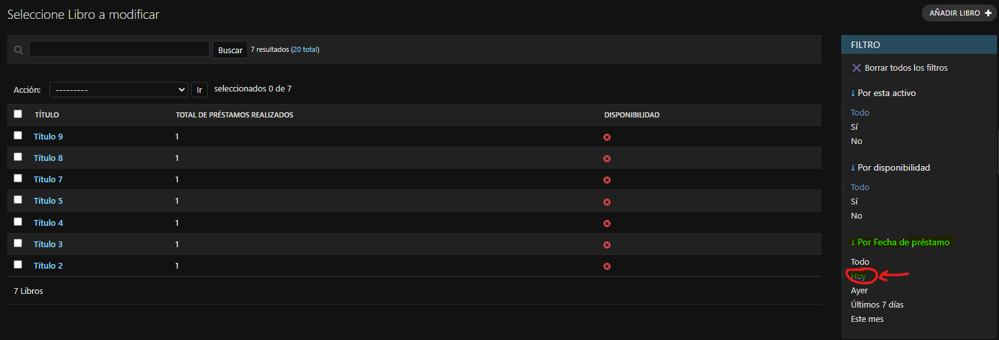 Seleccione Libro a modificar
AÑADIR LIBRO
Buscar
7 resultados (20 total)
Acción:
---------
Ir
seleccionados 0 de 7
TÍTULO TOTAL DE PRÉSTAMOS REALIZADOS DISPONIBILIDAD
Título 9 1
Título 8 1
Título 7 1
Título 5 1
Título 4 1
Título 3 1
Título 2 1
7 Libros
FILTRO
Borrar todos los filtros
↓ Por esta activo
Todo
Sí
No
↓ Por disponibilidad
Todo
Sí
No
↓ Por Fecha de préstamo
Todo
Hoy
Ayer
Últimos 7 días
Este mes